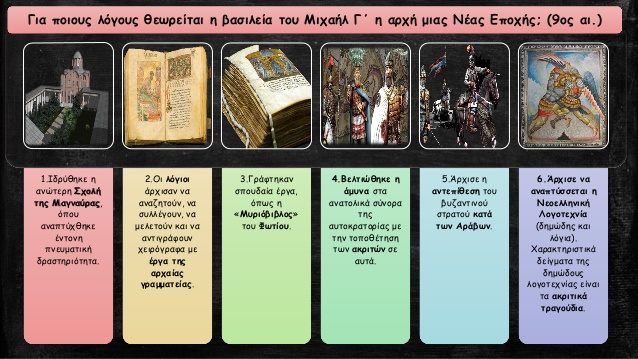 Για ποιους λόγους θεωρείται η βασιλεία του Μιχαήλ Γ΄ η αρχή μιας Νέας Εποχής; (9ος αι.)
1.Ιδρύθηκε η
ανώτερη Σχολή
της Μαγναύρας,
όπου
αναπτύχθηκε
έντονη
πνευματική
δραστηριότητα.
2.Οι λόγιοι
άρχισαν να
αναζητούν, να
συλλέγουν, να
μελετούν και να
αντιγράφουν
χειρόγραφα με
έργα της
αρχαίας
γραμματείας.
3.Γράφτηκαν
σπουδαία έργα,
όπως η
«Μυριόβιβλος»
του Φωτίου.
4.Βελτιώθηκε η
άμυνα στα
ανατολικά σύνορα
της
αυτοκρατορίας με
την τοποθέτηση
των ακριτών σε
αυτά.
5.Άρχισε η
αντεπίθεση του
βυζαντινού
στρατού κατά
των Αράβων.
6.Άρχισε να
αναπτύσσεται η
Νεοελληνική
Λογοτεχνία
(δημώδης και
λόγια).
Χαρακτηριστικά
δείγματα της
δημώδους
λογοτεχνίας είναι
τα ακριτικά
τραγούδια.